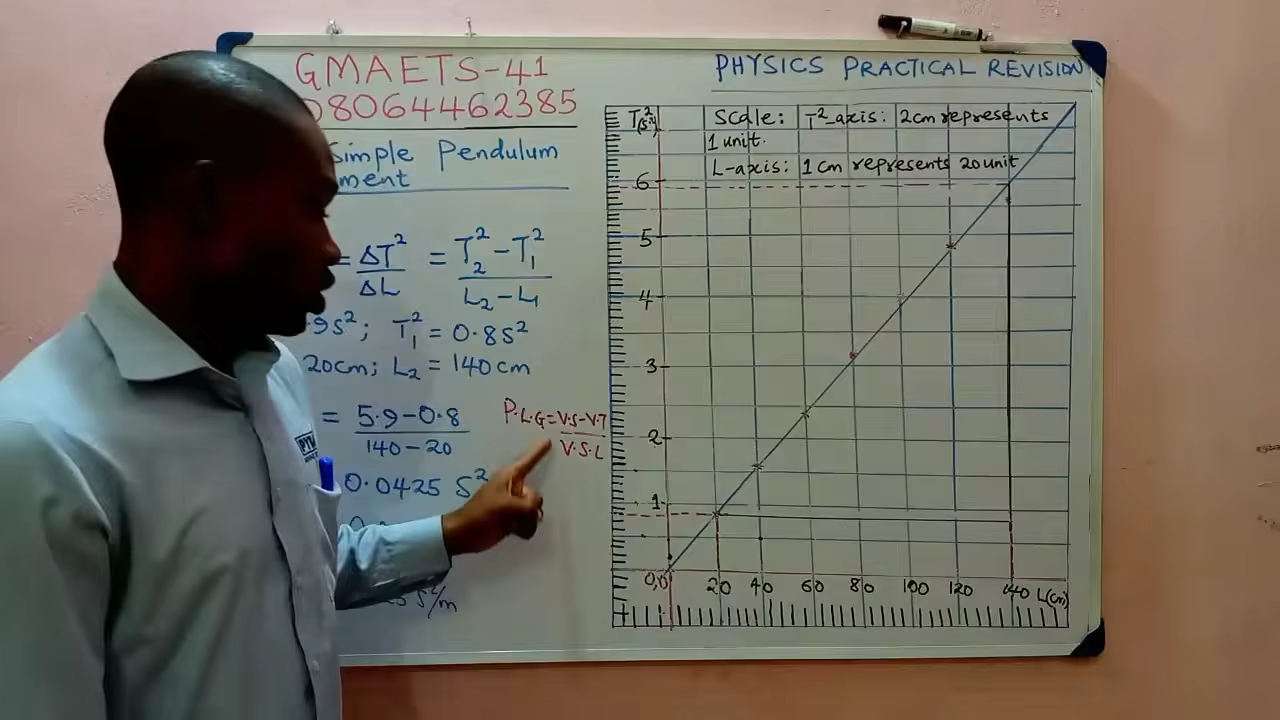 GMAETS-41
08064462385
PHYSICS PRACTICAL REVISION
Simple Pendulum
ment
= ΔT² = T₂² - T₁²
ΔL L₂ - L₁
.9S²; T₁² = 0.8S²
20cm; L₂ = 140cm
= 5.9-0.8
140-20
0.0425 S²
S²/m
P.L.G = V.S-V.T
V.S.L
T²
(S²)
Scale: T²-axis: 2cm represents
1 unit.
L-axis: 1cm represents 20unit
6
5
4
3
2
1
0,0 20 40 60 80 100 120 140 L(cm)